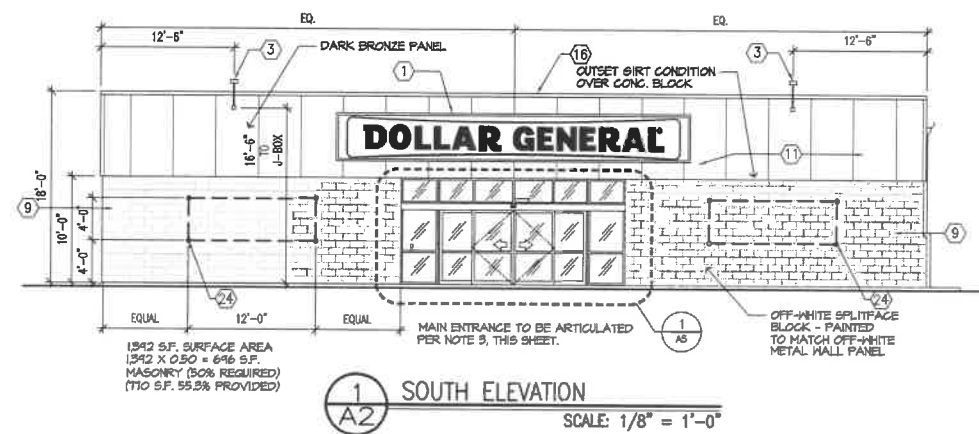 EQ.
EQ.
12'-6"
3
DARK BRONZE PANEL
1
16
OUTSET GIRT CONDITION
OVER CONC. BLOCK
3
12'-6"
DOLLAR GENERAL
16'-6"
TO
J-BOX
11
18'-0"
10'-0"
4'-0"
4'-0"
9
9
24
24
EQUAL
12'-0"
EQUAL
MAIN ENTRANCE TO BE ARTICULATED
PER NOTE 3, THIS SHEET.
1
A5
OFF-WHITE SPLITFACE
BLOCK - PAINTED
TO MATCH OFF-WHITE
METAL WALL PANEL
1,392 S.F. SURFACE AREA
1,392 X 0.50 = 696 S.F.
MASONRY (50% REQUIRED)
(770 S.F. 55.3% PROVIDED)
1
A2
SOUTH ELEVATION
SCALE: 1/8" = 1'-0"